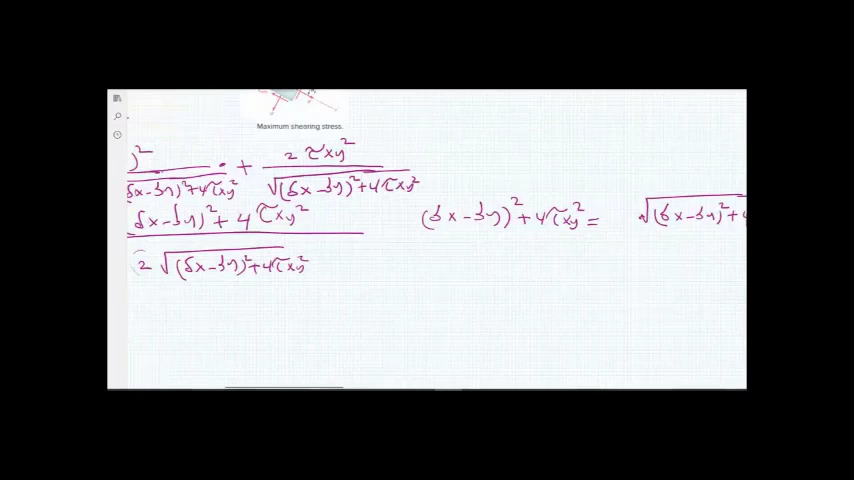 Maximum shearing stress.
)² + 2τxy²
√(σx-σy)²+4τxy² √(σx-σy)²+4τxy²
σx-σy)²+4τxy² (σx-σy)²+4τxy² = √(σx-σy)²+4
2√(σx-σy)²+4τxy²